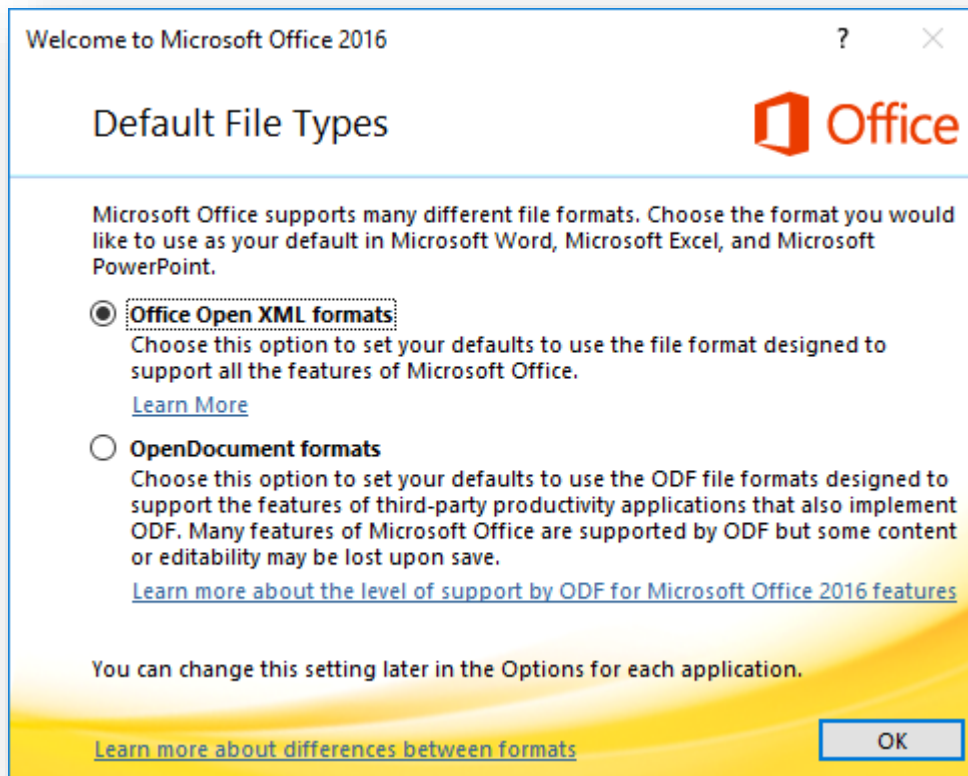 Welcome to Microsoft Office 2016 ?
Default File Types
Office
Microsoft Office supports many different file formats. Choose the format you would
like to use as your default in Microsoft Word, Microsoft Excel, and Microsoft
PowerPoint.
Office Open XML formats
Choose this option to set your defaults to use the file format designed to
support all the features of Microsoft Office.
Learn More
OpenDocument formats
Choose this option to set your defaults to use the ODF file formats designed to
support the features of third-party productivity applications that also implement
ODF. Many features of Microsoft Office are supported by ODF but some content
or editability may be lost upon save.
Learn more about the level of support by ODF for Microsoft Office 2016 features
You can change this setting later in the Options for each application.
Learn more about differences between formats
OK